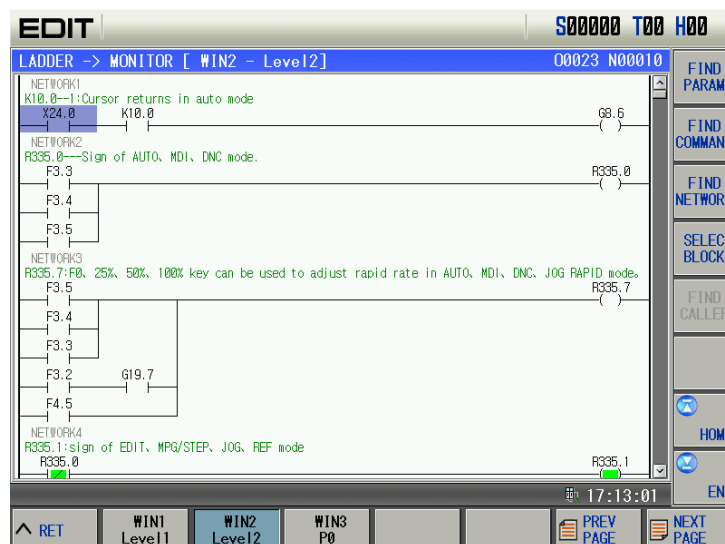 EDIT
S00000 T00 H00
LADDER -> MONITOR [ WIN2 - Level2]
O0023 N00010
NETWORK1
K10.0--1:Cursor returns in auto mode
X24.0 K10.0 G8.6
NETWORK2
R335.0---Sign of AUTO、MDI、DNC mode.
F3.3 R335.0
F3.4
F3.5
NETWORK3
R335.7:F0、25%、50%、100% key can be used to adjust rapid rate in AUTO、MDI、DNC、JOG RAPID mode。
F3.5 R335.7
F3.4
F3.3
F3.2 G19.7
F4.5
NETWORK4
R335.1:sign of EDIT、MPG/STEP、JOG、REF mode
R335.0 R335.1
17:13:01
FIND
PARAM
FIND
COMMAN
FIND
NETWOR
SELEC
BLOCK
FIND
CALLER
HOM
EN
RET
WIN1
Level1
WIN2
Level2
WIN3
P0
PREV
PAGE
NEXT
PAGE